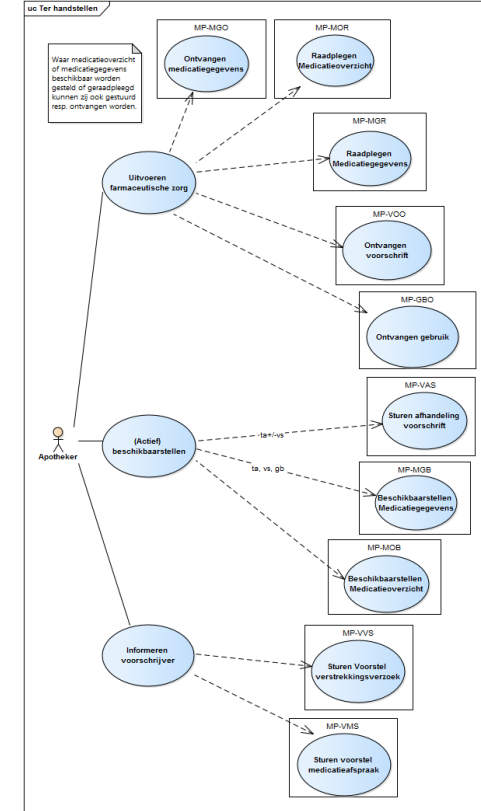 uc Ter handstellen
Waar medicatieoverzicht
of medicatiegegevens
beschikbaar worden
gesteld of geraadpleegd
kunnen zij ook gestuurd
resp. ontvangen worden.
MP-MGO
Ontvangen
medicatiegegevens
MP-MOR
Raadplegen
Medicatieoverzicht
MP-MGR
Raadplegen
Medicatiegegevens
Uitvoeren
farmaceutische zorg
MP-VOO
Ontvangen
voorschrift
MP-GBO
Ontvangen gebruik
MP-VAS
Sturen afhandeling
voorschrift
Apotheker
(Actief)
beschikbaarstellen
ta+/-vs
ta, vs, gb
MP-MGB
Beschikbaarstellen
Medicatiegegevens
MP-MOB
Beschikbaarstellen
Medicatieoverzicht
Informeren
voorschrijver
MP-VVS
Sturen Voorstel
verstrekkingsverzoek
MP-VMS
Sturen voorstel
medicatieafspraak